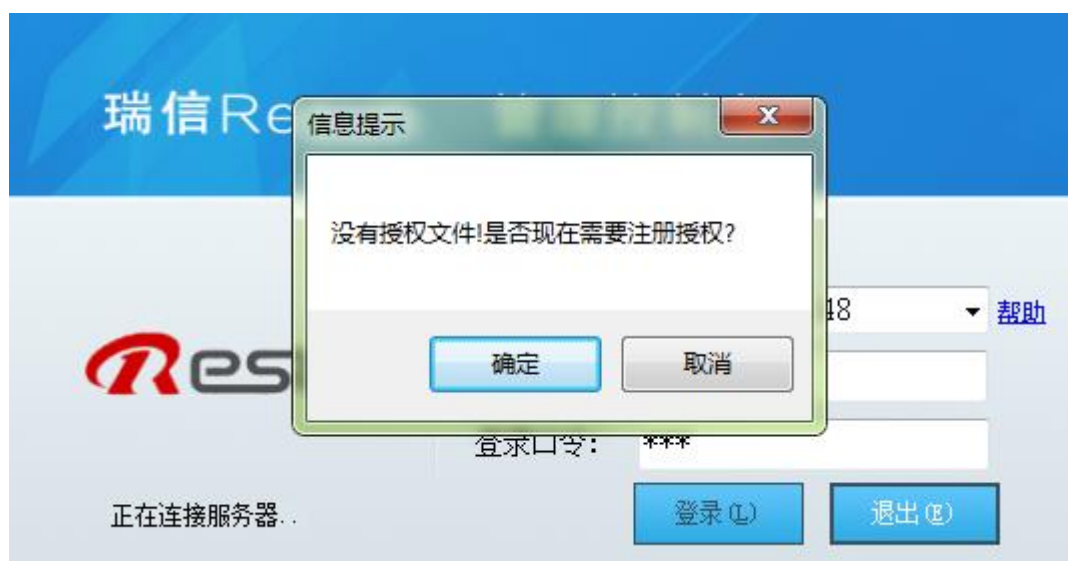 瑞信Re
信息提示
没有授权文件!是否现在需要注册授权?
48
帮助
Res
确定
取消
登录口令:
***
正在连接服务器..
登录(L)
退出(E)